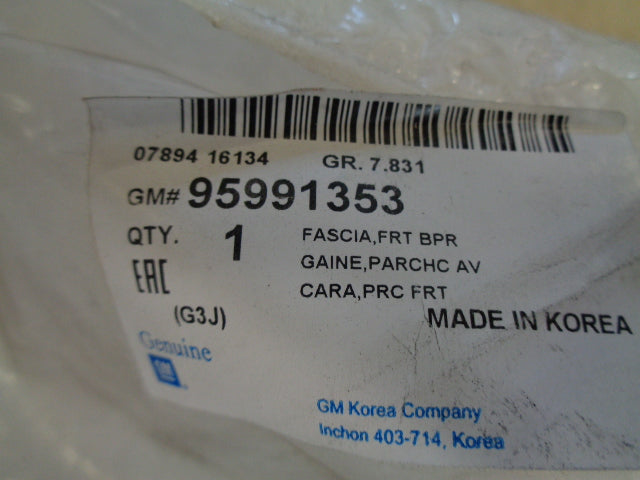 07894 16134 GR. 7.831
GM# 95991353
QTY. 1 FASCIA,FRT BPR
GAINE,PARCHC AV
EAC CARA,PRC FRT
(G3J) MADE IN KOREA
Genuine
GM
GM Korea Company
Inchon 403-714, Korea